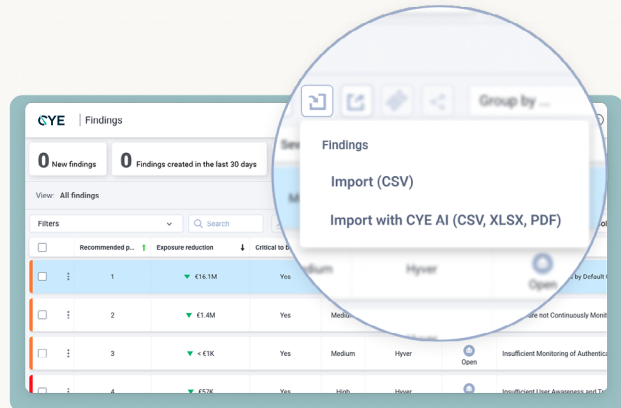 CYE Findings
0 New findings
0 Findings created in the last 30 days
View: All findings
Filters
Search
Group by ...
Findings
Import (CSV)
Import with CYE AI (CSV, XLSX, PDF)
Recommended p... Exposure reduction Critical to b
1 €16.1M Yes Hyver Open by Default
2 €1.4M Yes are not Continuously Monit
3 < €1K Yes Medium Hyver Open Insufficient Monitoring of Authentica
4 €57K Yes High Hyver Insufficient User Awareness and